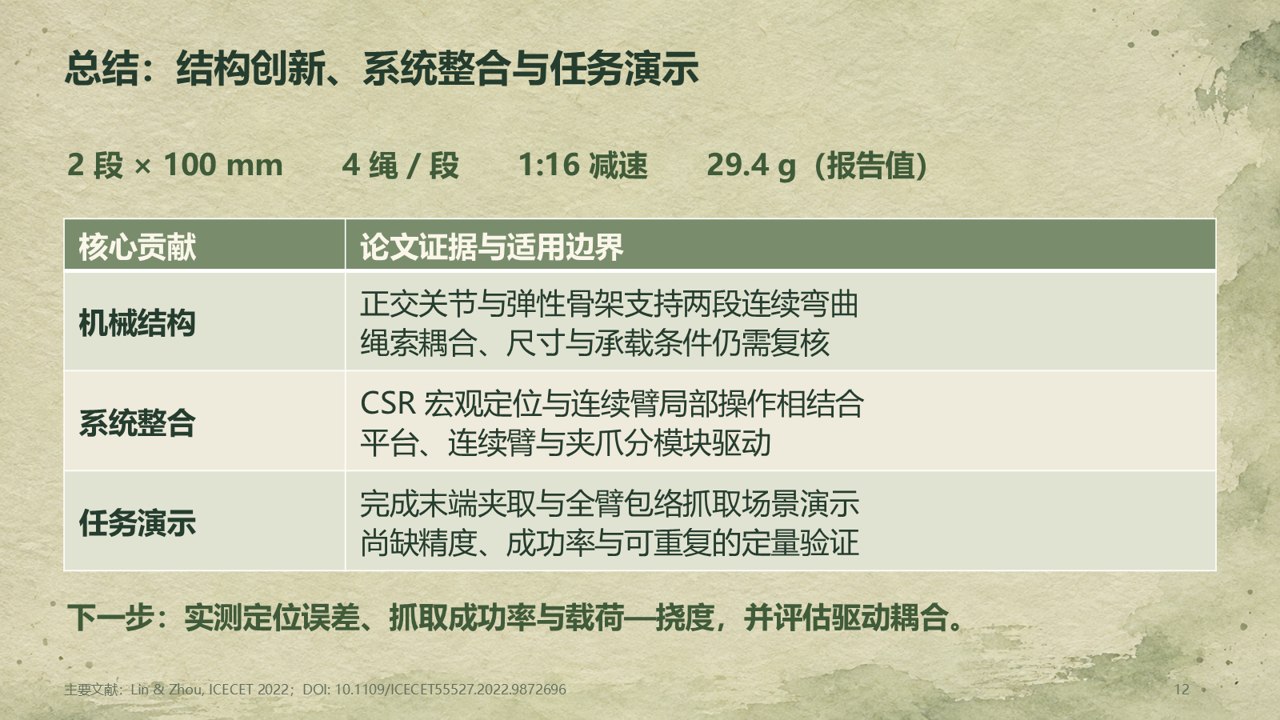 总结：结构创新、系统整合与任务演示
2 段 × 100 mm 4 绳 / 段 1:16 减速 29.4 g（报告值）
核心贡献 论文证据与适用边界
机械结构
正交关节与弹性骨架支持两段连续弯曲
绳索耦合、尺寸与承载条件仍需复核
系统整合
CSR 宏观定位与连续臂局部操作相结合
平台、连续臂与夹爪分模块驱动
任务演示
完成末端夹取与全臂包络抓取场景演示
尚缺精度、成功率与可重复的定量验证
下一步：实测定位误差、抓取成功率与载荷—挠度，并评估驱动耦合。
主要文献：Lin & Zhou, ICECET 2022；DOI: 10.1109/ICECET55527.2022.9872696
12